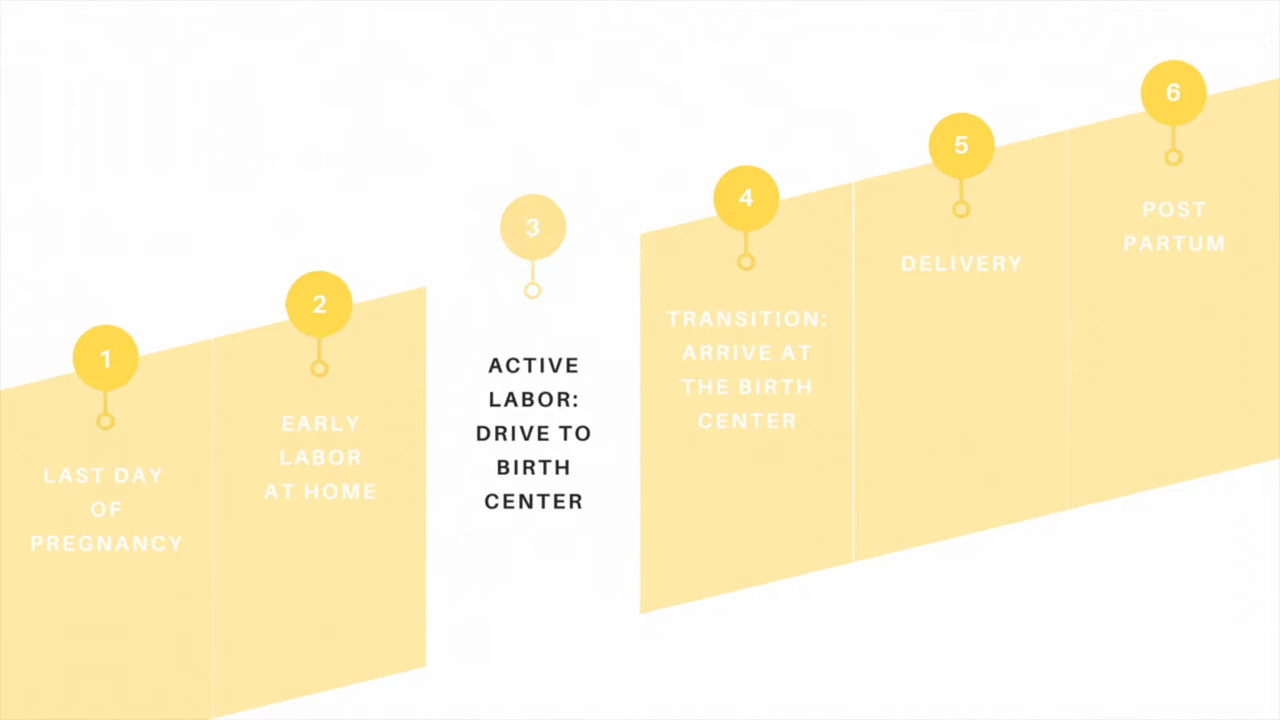 1
LAST DAY
OF
PREGNANCY
2
EARLY
LABOR
AT HOME
3
ACTIVE
LABOR:
DRIVE TO
BIRTH
CENTER
4
TRANSITION:
ARRIVE AT
THE BIRTH
CENTER
5
DELIVERY
6
POST
PARTUM